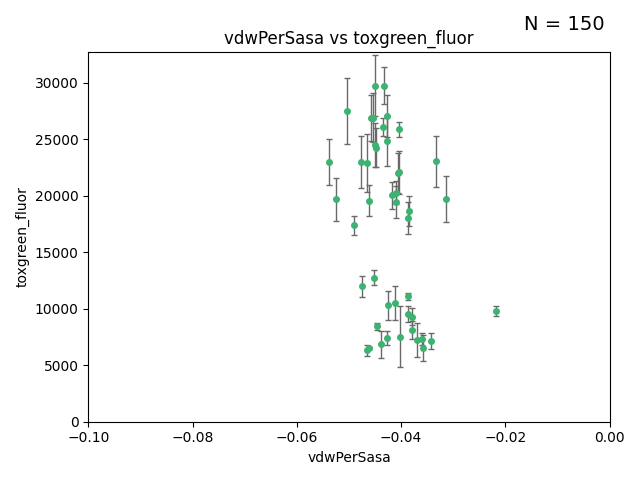 N = 150
vdwPerSasa vs toxgreen_fluor
30000
25000
20000
15000
10000
5000
0
toxgreen_fluor
−0.10 −0.08 −0.06 −0.04 −0.02 0.00
vdwPerSasa